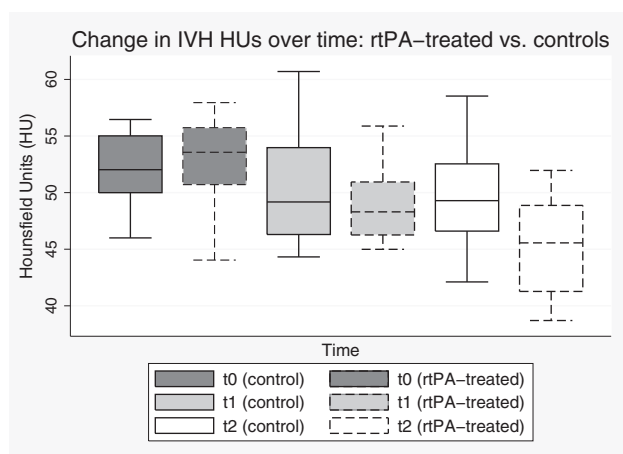 Change in IVH HUs over time: rtPA−treated vs. controls
60
55
50
45
40
Hounsfield Units (HU)
Time
t0 (control) t0 (rtPA−treated)
t1 (control) t1 (rtPA−treated)
t2 (control) t2 (rtPA−treated)